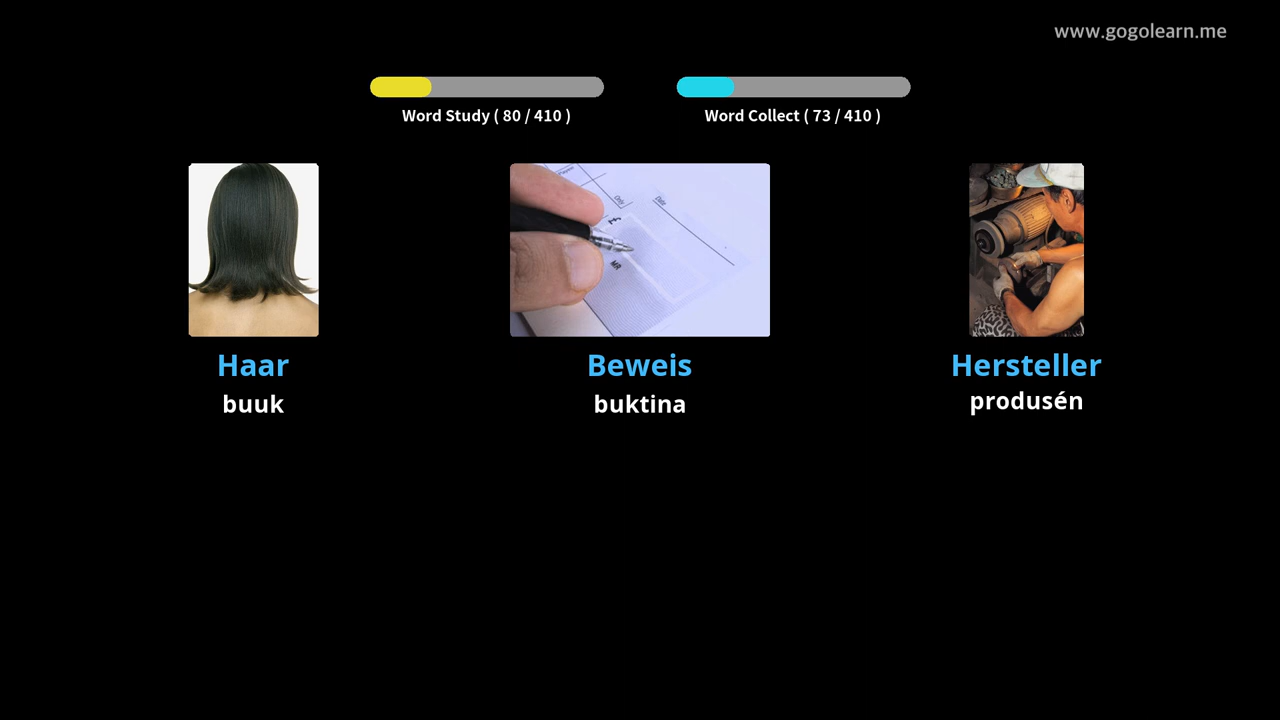 www.gogolearn.me
Word Study ( 80 / 410 )
Word Collect ( 73 / 410 )
Haar
Beweis
Hersteller
buuk
buktina
produsén